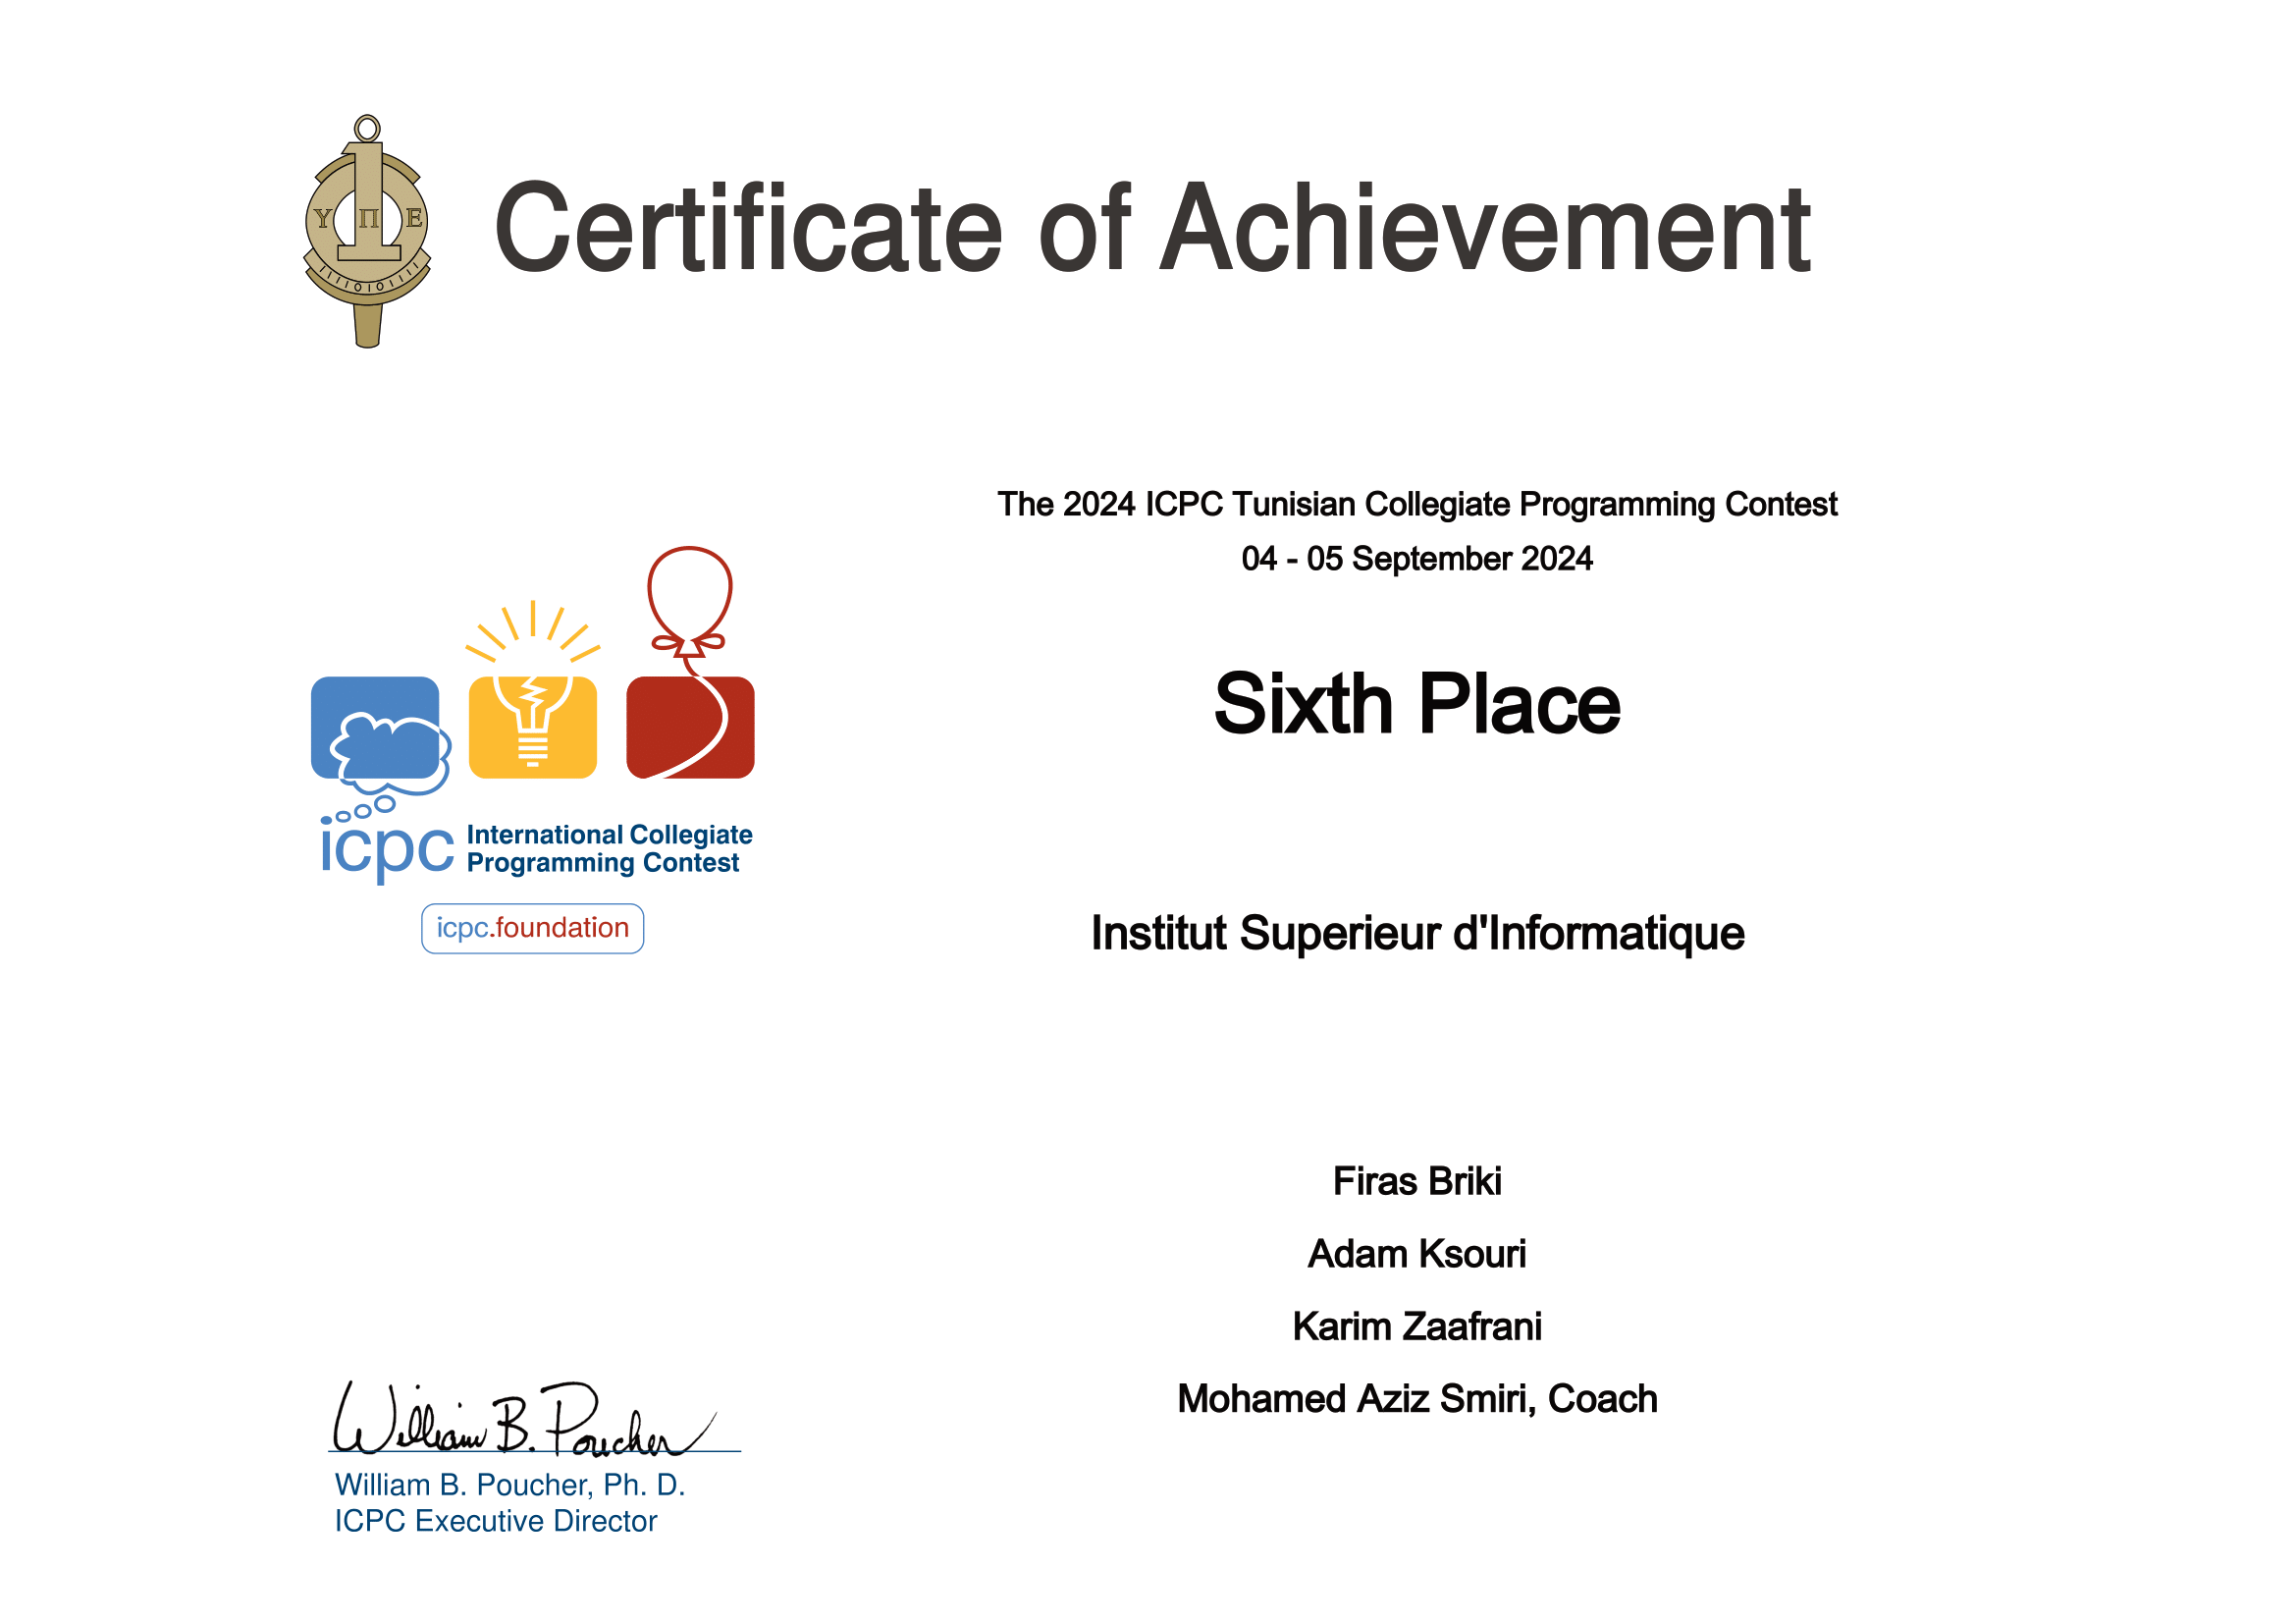 Υ Π Ε
Certificate of Achievement
The 2024 ICPC Tunisian Collegiate Programming Contest
04 - 05 September 2024
Sixth Place
icpc International Collegiate
Programming Contest
icpc.foundation
Institut Superieur d'Informatique
Firas Briki
Adam Ksouri
Karim Zaafrani
Mohamed Aziz Smiri, Coach
William B. Poucher
William B. Poucher, Ph. D.
ICPC Executive Director